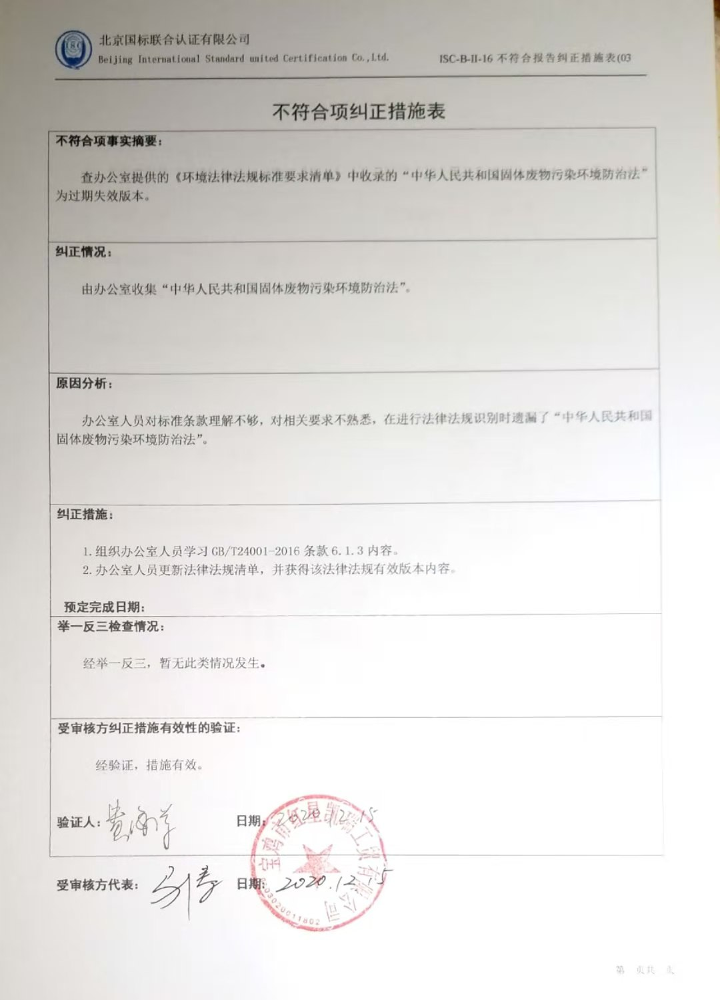 北京国标联合认证有限公司
Beijing International Standard united Certification Co.,Ltd.
ISC-B-II-16 不符合报告纠正措施表(03
不符合项纠正措施表
不符合项事实摘要：
查办公室提供的《环境法律法规标准要求清单》中收录的“中华人民共和国固体废物污染环境防治法”
为过期失效版本。
纠正情况：
由办公室收集“中华人民共和国固体废物污染环境防治法”。
原因分析：
办公室人员对标准条款理解不够，对相关要求不熟悉，在进行法律法规识别时遗漏了“中华人民共和国
固体废物污染环境防治法”。
纠正措施：
1.组织办公室人员学习 GB/T24001-2016 条款 6.1.3 内容。
2.办公室人员更新法律法规清单，并获得该法律法规有效版本内容。
预定完成日期：
举一反三检查情况：
经举一反三，暂无此类情况发生。
受审核方纠正措施有效性的验证：
经验证，措施有效。
验证人：
日期：2020.12.15
宝鸡市红星凯瑞工贸有限公司
受审核方代表：
日期：2020.12.15
第 页共 页